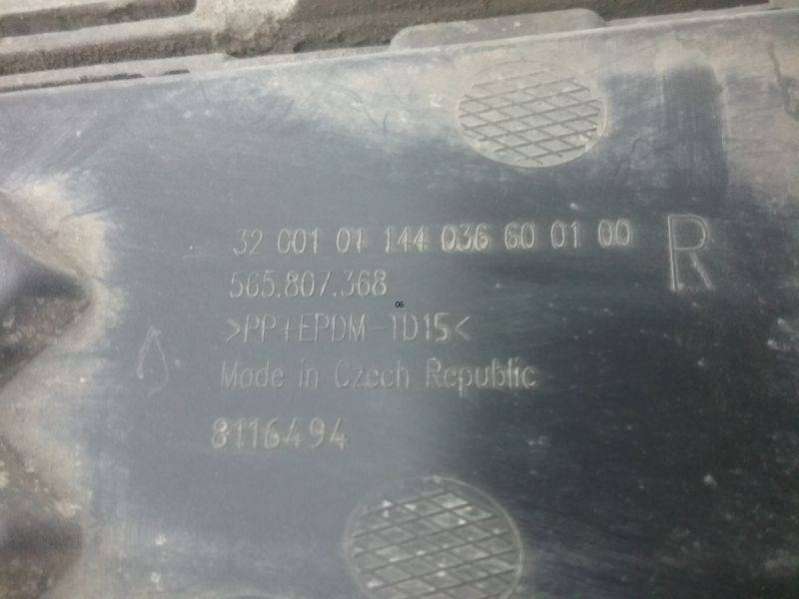 32 001 01 144 036 60 01 00 R
565.807.368
06
>PP+EPDM-TD15<
Made in Czech Republic
8116494